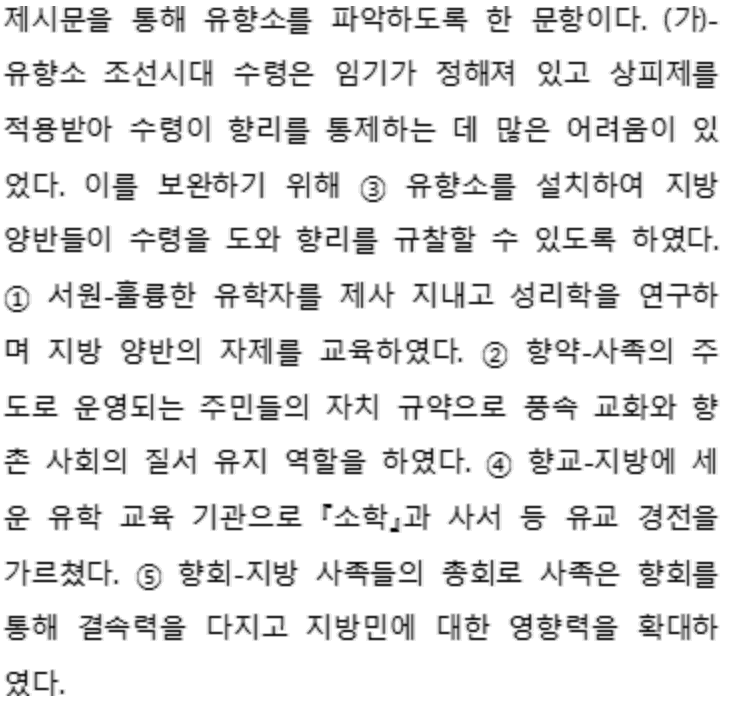 제시문을 통해 유향소를 파악하도록 한 문항이다. (가)-
유향소 조선시대 수령은 임기가 정해져 있고 상피제를
적용받아 수령이 향리를 통제하는 데 많은 어려움이 있
었다. 이를 보완하기 위해 ③ 유향소를 설치하여 지방
양반들이 수령을 도와 향리를 규찰할 수 있도록 하였다.
① 서원-훌륭한 유학자를 제사 지내고 성리학을 연구하
며 지방 양반의 자제를 교육하였다. ② 향약-사족의 주
도로 운영되는 주민들의 자치 규약으로 풍속 교화와 향
촌 사회의 질서 유지 역할을 하였다. ④ 향교-지방에 세
운 유학 교육 기관으로 『소학』과 사서 등 유교 경전을
가르쳤다. ⑤ 향회-지방 사족들의 총회로 사족은 향회를
통해 결속력을 다지고 지방민에 대한 영향력을 확대하
였다.